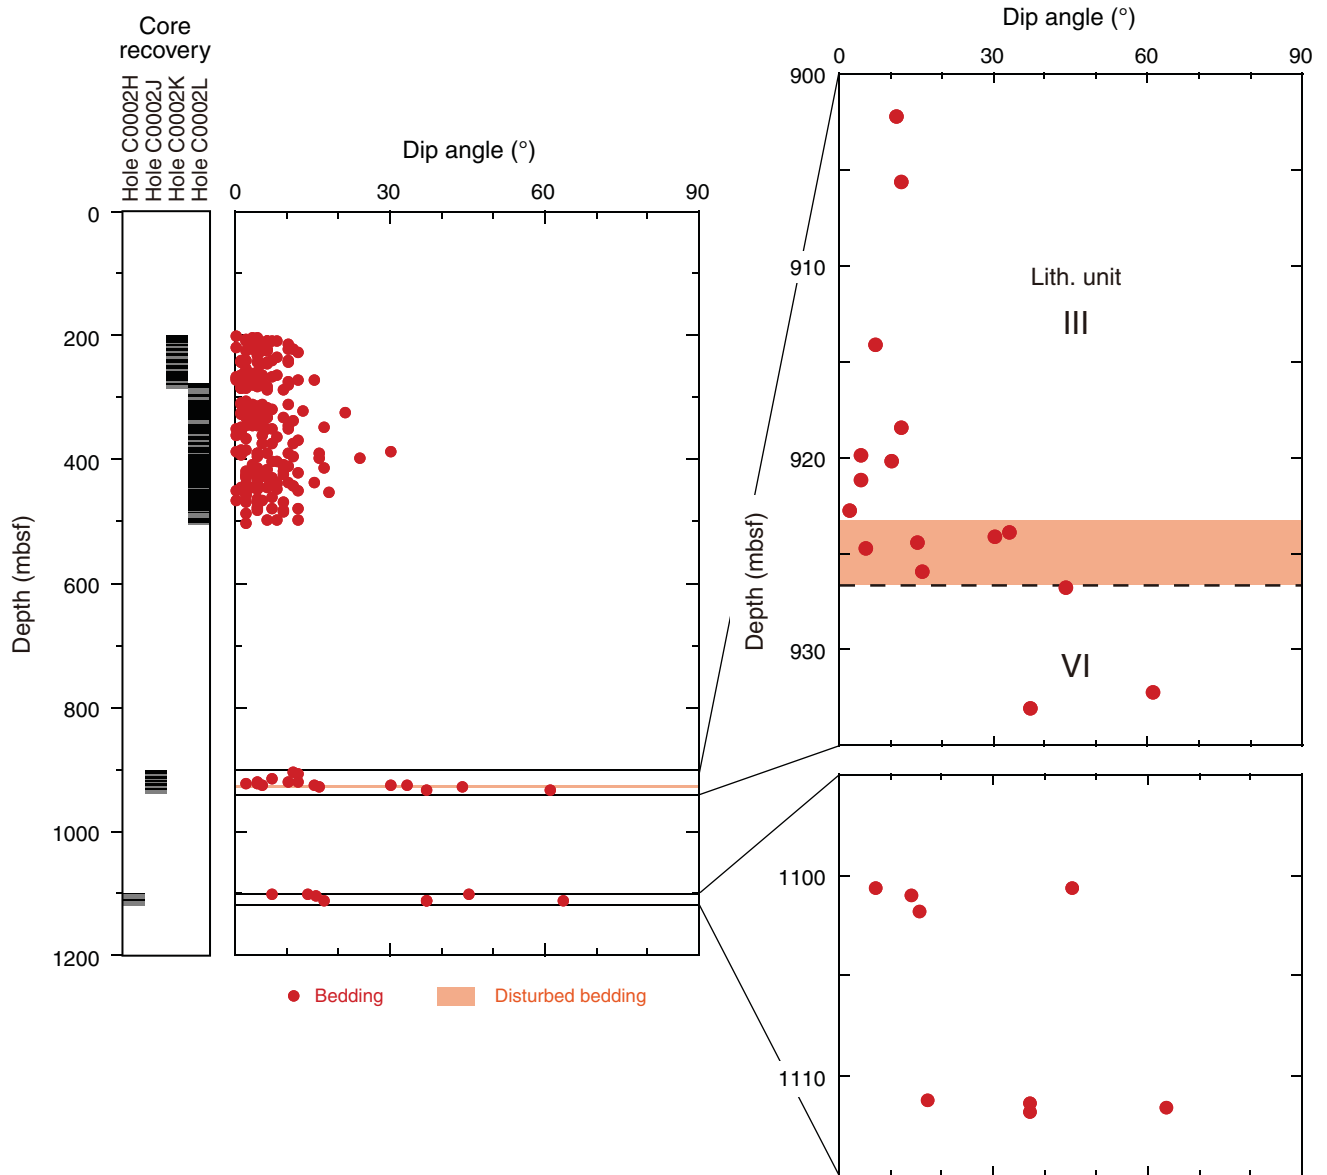 Core
recovery
Hole C0002H
Hole C0002J
Hole C0002K
Hole C0002L
Dip angle (°)
0 30 60 90
Depth (mbsf)
0
200
400
600
800
1000
1200
Bedding
Disturbed bedding
Dip angle (°)
0 30 60 90
Depth (mbsf)
900
910
920
930
Lith. unit
III
VI
1100
1110